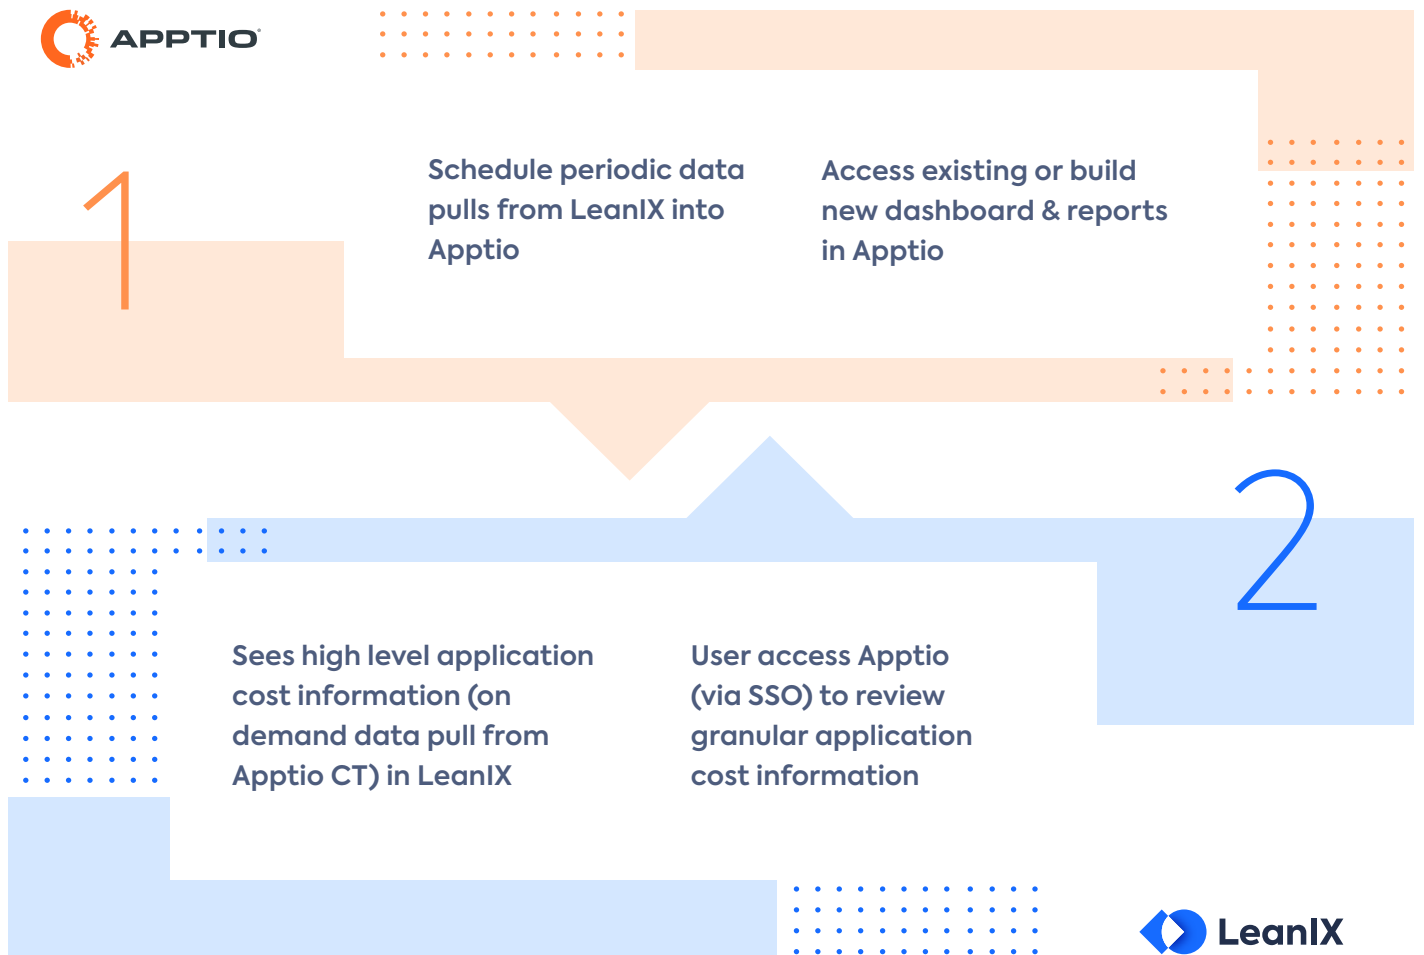 APPTIO
1
Schedule periodic data
pulls from LeanIX into
Apptio
Access existing or build
new dashboard & reports
in Apptio
2
Sees high level application
cost information (on
demand data pull from
Apptio CT) in LeanIX
User access Apptio
(via SSO) to review
granular application
cost information
LeanIX